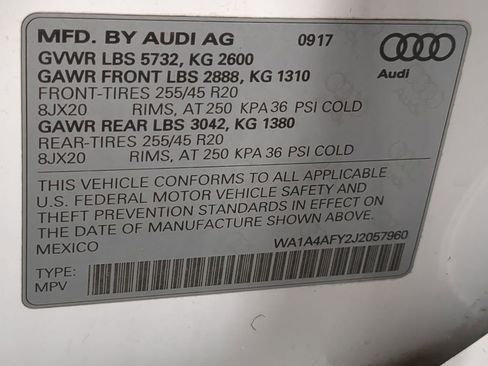 MFD. BY AUDI AG 0917
GVWR LBS 5732, KG 2600
GAWR FRONT LBS 2888, KG 1310
FRONT-TIRES 255/45 R20
8JX20 RIMS, AT 250 KPA 36 PSI COLD
GAWR REAR LBS 3042, KG 1380
REAR-TIRES 255/45 R20
8JX20 RIMS, AT 250 KPA 36 PSI COLD
Audi
THIS VEHICLE CONFORMS TO ALL APPLICABLE
U.S. FEDERAL MOTOR VEHICLE SAFETY AND
THEFT PREVENTION STANDARDS IN EFFECT ON
THE DATE OF MANUFACTURE SHOWN ABOVE
MEXICO WA1A4AFY2J2057960
TYPE:
MPV